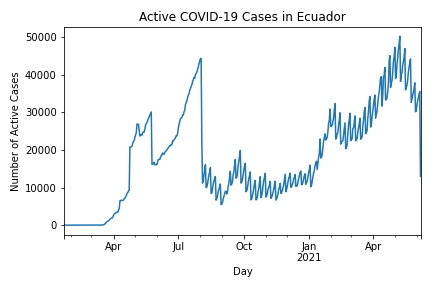 Active COVID-19 Cases in Ecuador
Number of Active Cases
50000
40000
30000
20000
10000
0
Apr
Jul
Oct
Jan
2021
Apr
Day